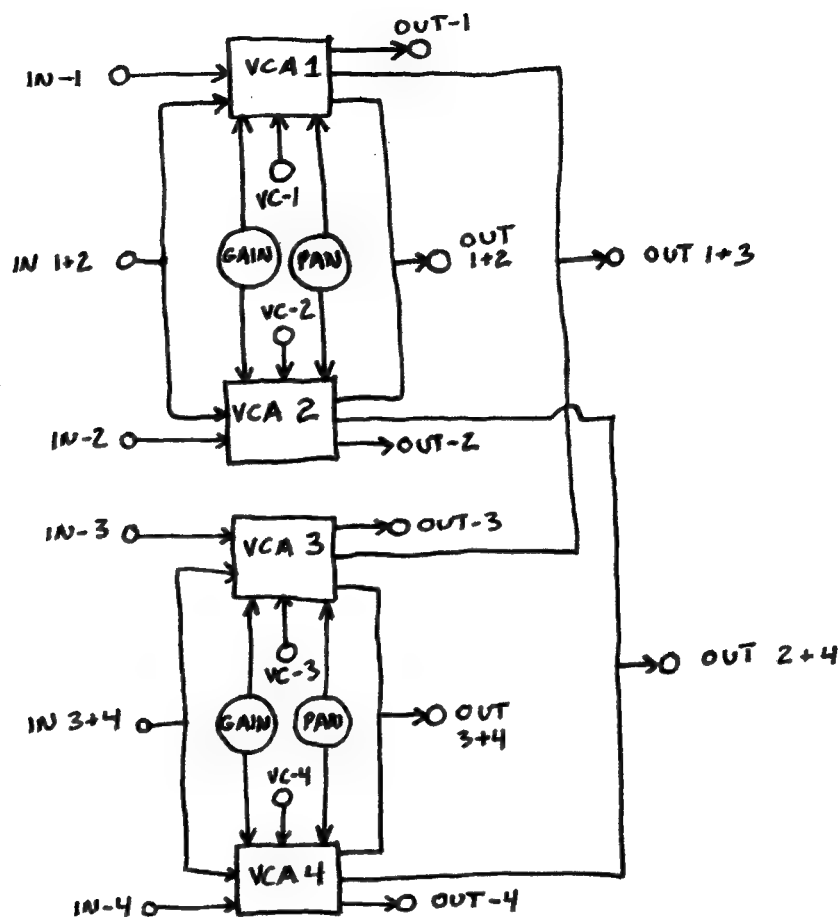 OUT-1
IN-1
VCA 1
VC-1
IN 1+2
GAIN
PAN
OUT
1+2
OUT 1+3
VC-2
VCA 2
IN-2
OUT-2
IN-3
OUT-3
VCA 3
VC-3
OUT 2+4
IN 3+4
GAIN
PAN
OUT
3+4
VC-4
VCA 4
IN-4
OUT-4